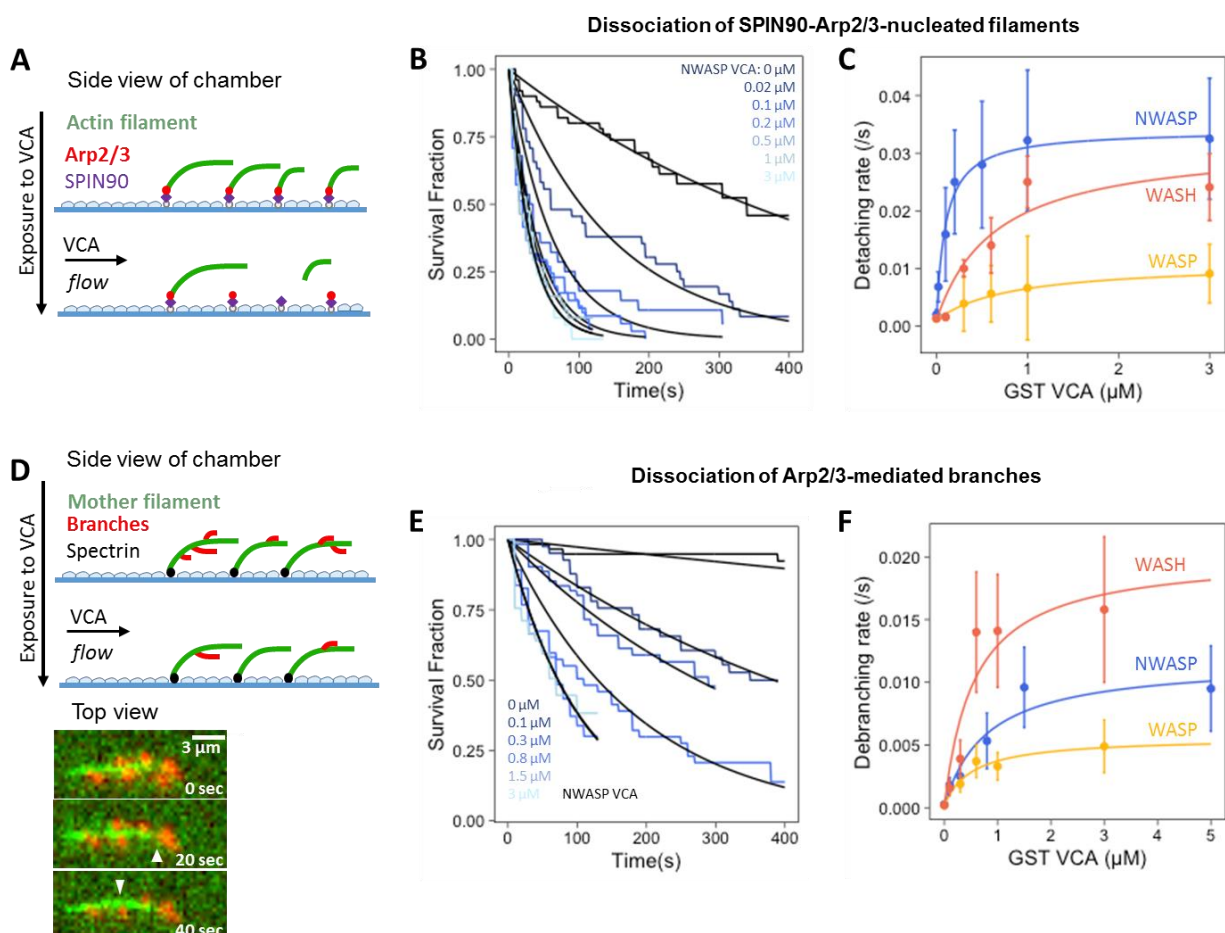 Dissociation of SPIN90-Arp2/3-nucleated filaments
A
Side view of chamber
Exposure to VCA
Actin filament
Arp2/3
SPIN90
VCA
flow
B
1.00
0.75
0.50
0.25
0.00
Survival Fraction
0
100
200
300
400
Time(s)
NWASP VCA: 0 µM
0.02 µM
0.1 µM
0.2 µM
0.5 µM
1 µM
3 µM
C
0.04
0.03
0.02
0.01
0.00
Detaching rate (/s)
NWASP
WASH
WASP
0
1
2
3
GST VCA (µM)
Dissociation of Arp2/3-mediated branches
D
Side view of chamber
Exposure to VCA
Mother filament
Branches
Spectrin
VCA
flow
Top view
3 µm
0 sec
20 sec
40 sec
E
1.00
0.75
0.50
0.25
0.00
Survival Fraction
0 µM
0.1 µM
0.3 µM
0.8 µM
1.5 µM
3 µM NWASP VCA
0
100
200
300
400
Time(s)
F
0.020
0.015
0.010
0.005
0.000
Debranching rate (/s)
WASH
NWASP
WASP
0
1
2
3
4
5
GST VCA (µM)